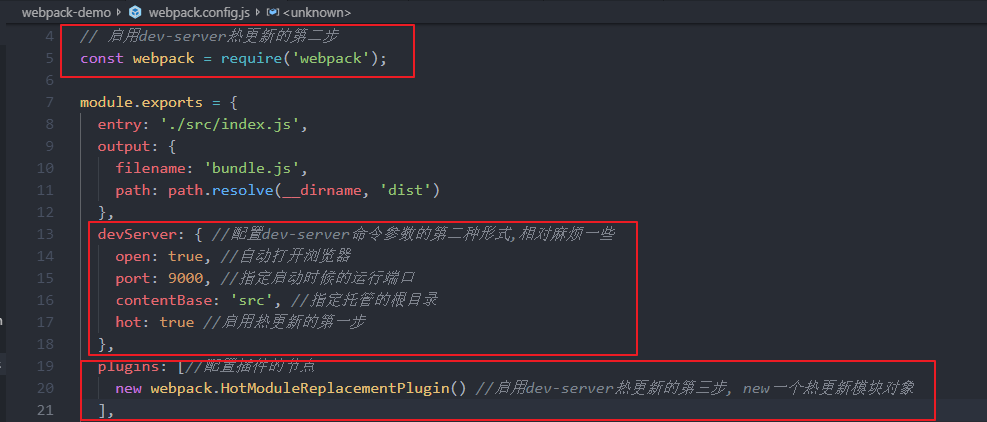 webpack-demo > webpack.config.js > <unknown>
4 // 启用dev-server热更新的第二步
5 const webpack = require('webpack');
6
7 module.exports = {
8 entry: './src/index.js',
9 output: {
10 filename: 'bundle.js',
11 path: path.resolve(__dirname, 'dist')
12 },
13 devServer: { //配置dev-server命令参数的第二种形式,相对麻烦一些
14 open: true, //自动打开浏览器
15 port: 9000, //指定启动时候的运行端口
16 contentBase: 'src', //指定托管的根目录
17 hot: true //启用热更新的第一步
18 },
19 plugins: [//配置插件的节点
20 new webpack.HotModuleReplacementPlugin() //启用dev-server热更新的第三步, new一个热更新模块对象
21 ],